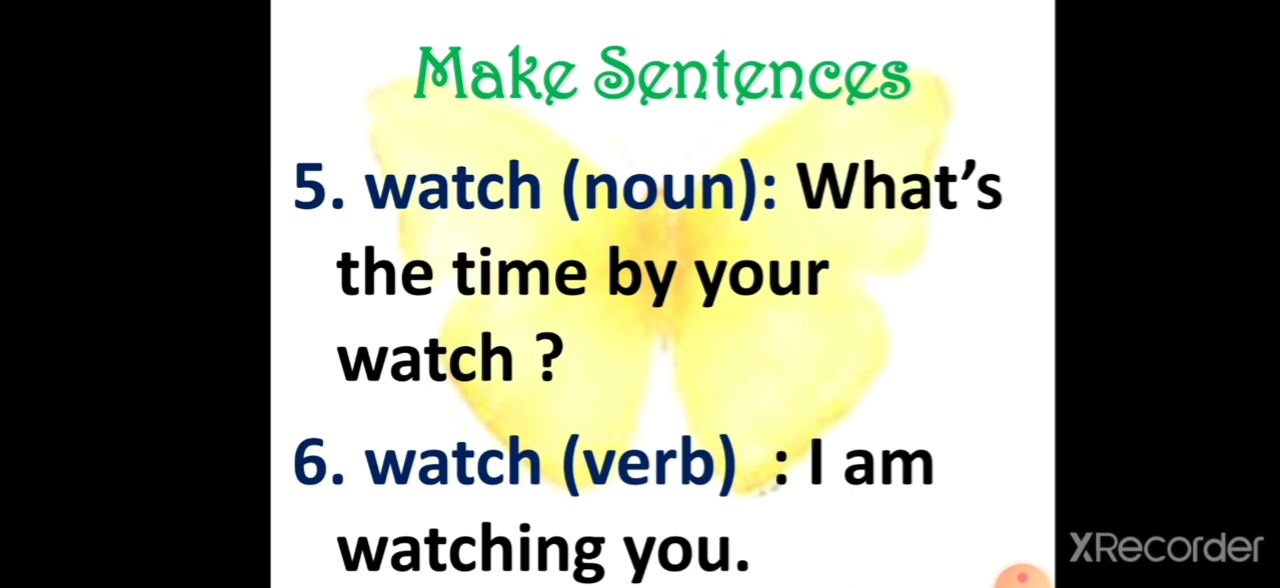 Make Sentences
5. watch (noun): What's
the time by your
watch ?
6. watch (verb) : I am
watching you.
XRecorder